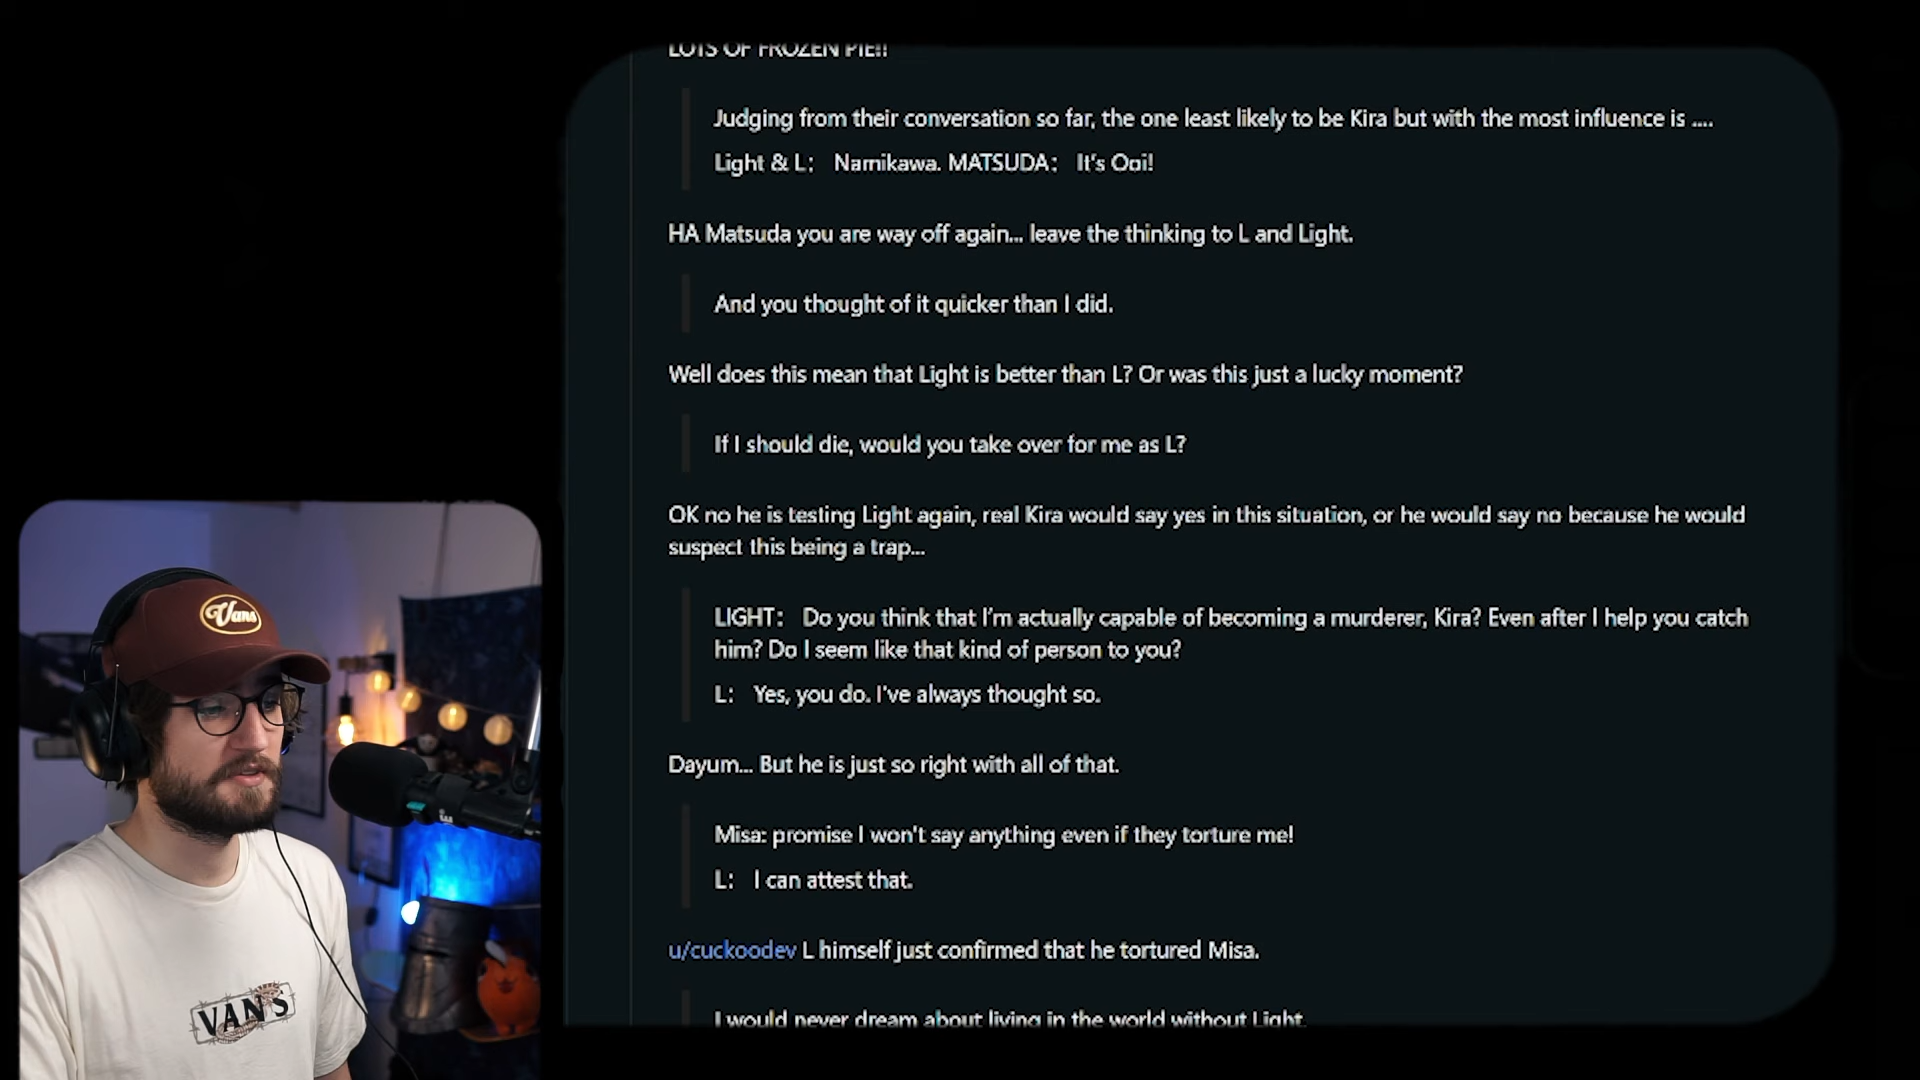 LOTS OF FROZEN PIE!!
Judging from their conversation so far, the one least likely to be Kira but with the most influence is ....
Light & L: Namikawa. MATSUDA: It's Ooi!
HA Matsuda you are way off again... leave the thinking to L and Light.
And you thought of it quicker than I did.
Well does this mean that Light is better than L? Or was this just a lucky moment?
If I should die, would you take over for me as L?
OK no he is testing Light again, real Kira would say yes in this situation, or he would say no because he would
suspect this being a trap...
LIGHT: Do you think that I'm actually capable of becoming a murderer, Kira? Even after I help you catch
him? Do I seem like that kind of person to you?
L: Yes, you do. I've always thought so.
Dayum... But he is just so right with all of that.
Misa: promise I won't say anything even if they torture me!
L: I can attest that.
u/cuckoodev L himself just confirmed that he tortured Misa.
I would never dream about living in the world without Light.
Vans
VANS